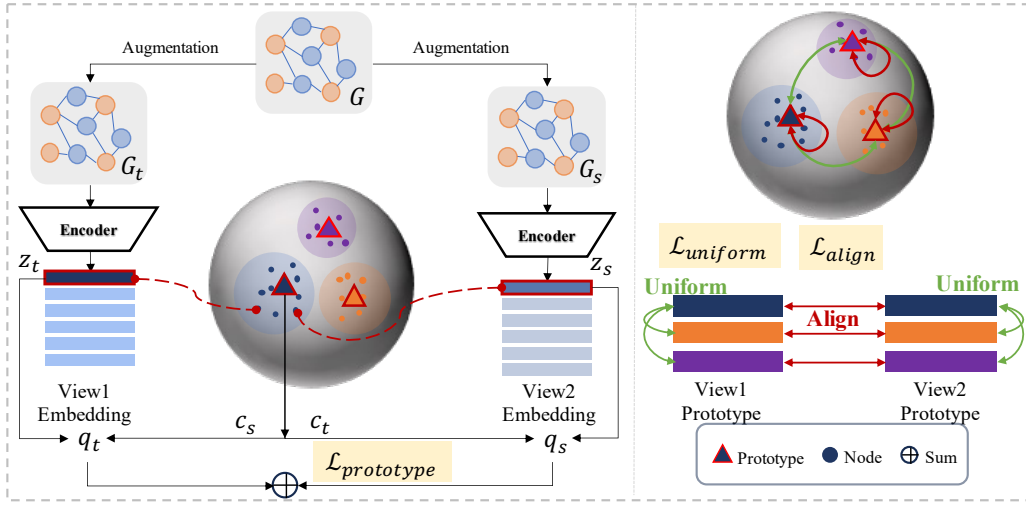 Augmentation
Augmentation
G
G_t
G_s
Encoder
Encoder
z_t
z_s
View1
Embedding
View2
Embedding
c_s
c_t
q_t
q_s
ℒ_prototype
ℒ_uniform
ℒ_align
Uniform
Uniform
Align
View1
Prototype
View2
Prototype
Prototype
Node
Sum